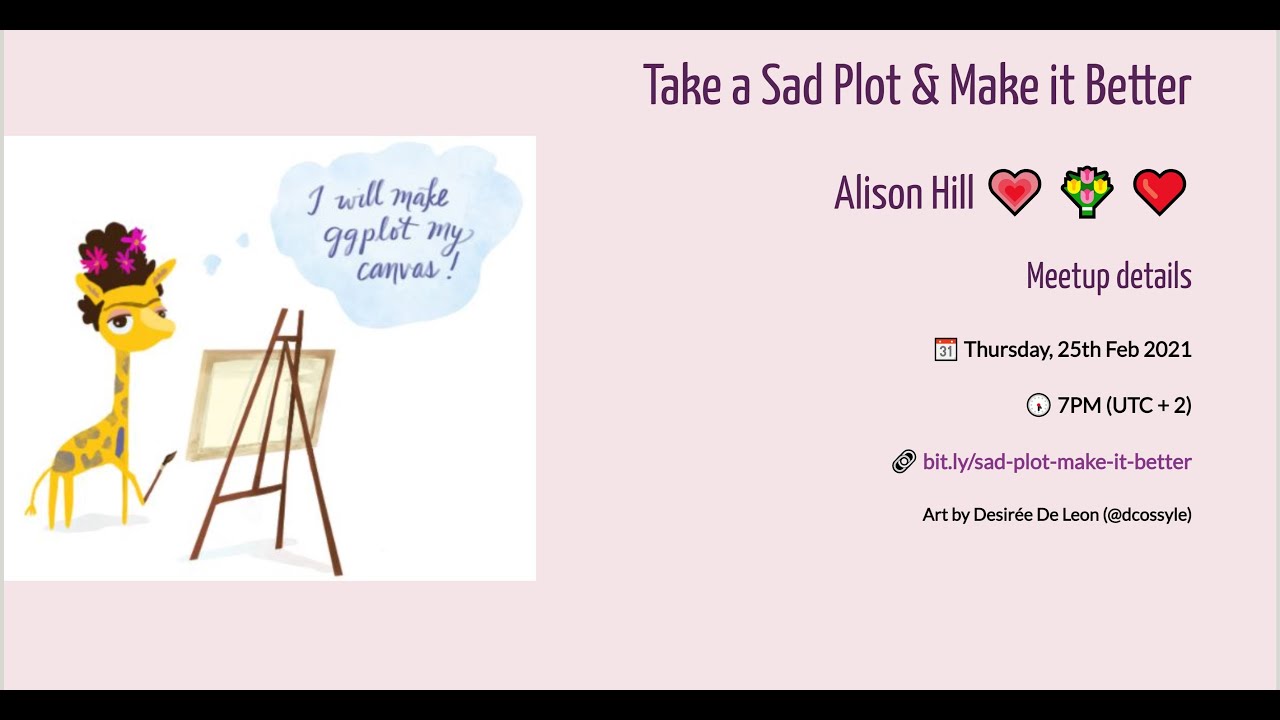 Take a Sad Plot & Make it Better
Alison Hill
Meetup details
31 Thursday, 25th Feb 2021
7PM (UTC + 2)
bit.ly/sad-plot-make-it-better
Art by Desirée De Leon (@dcossyle)
I will make
ggplot my
canvas!